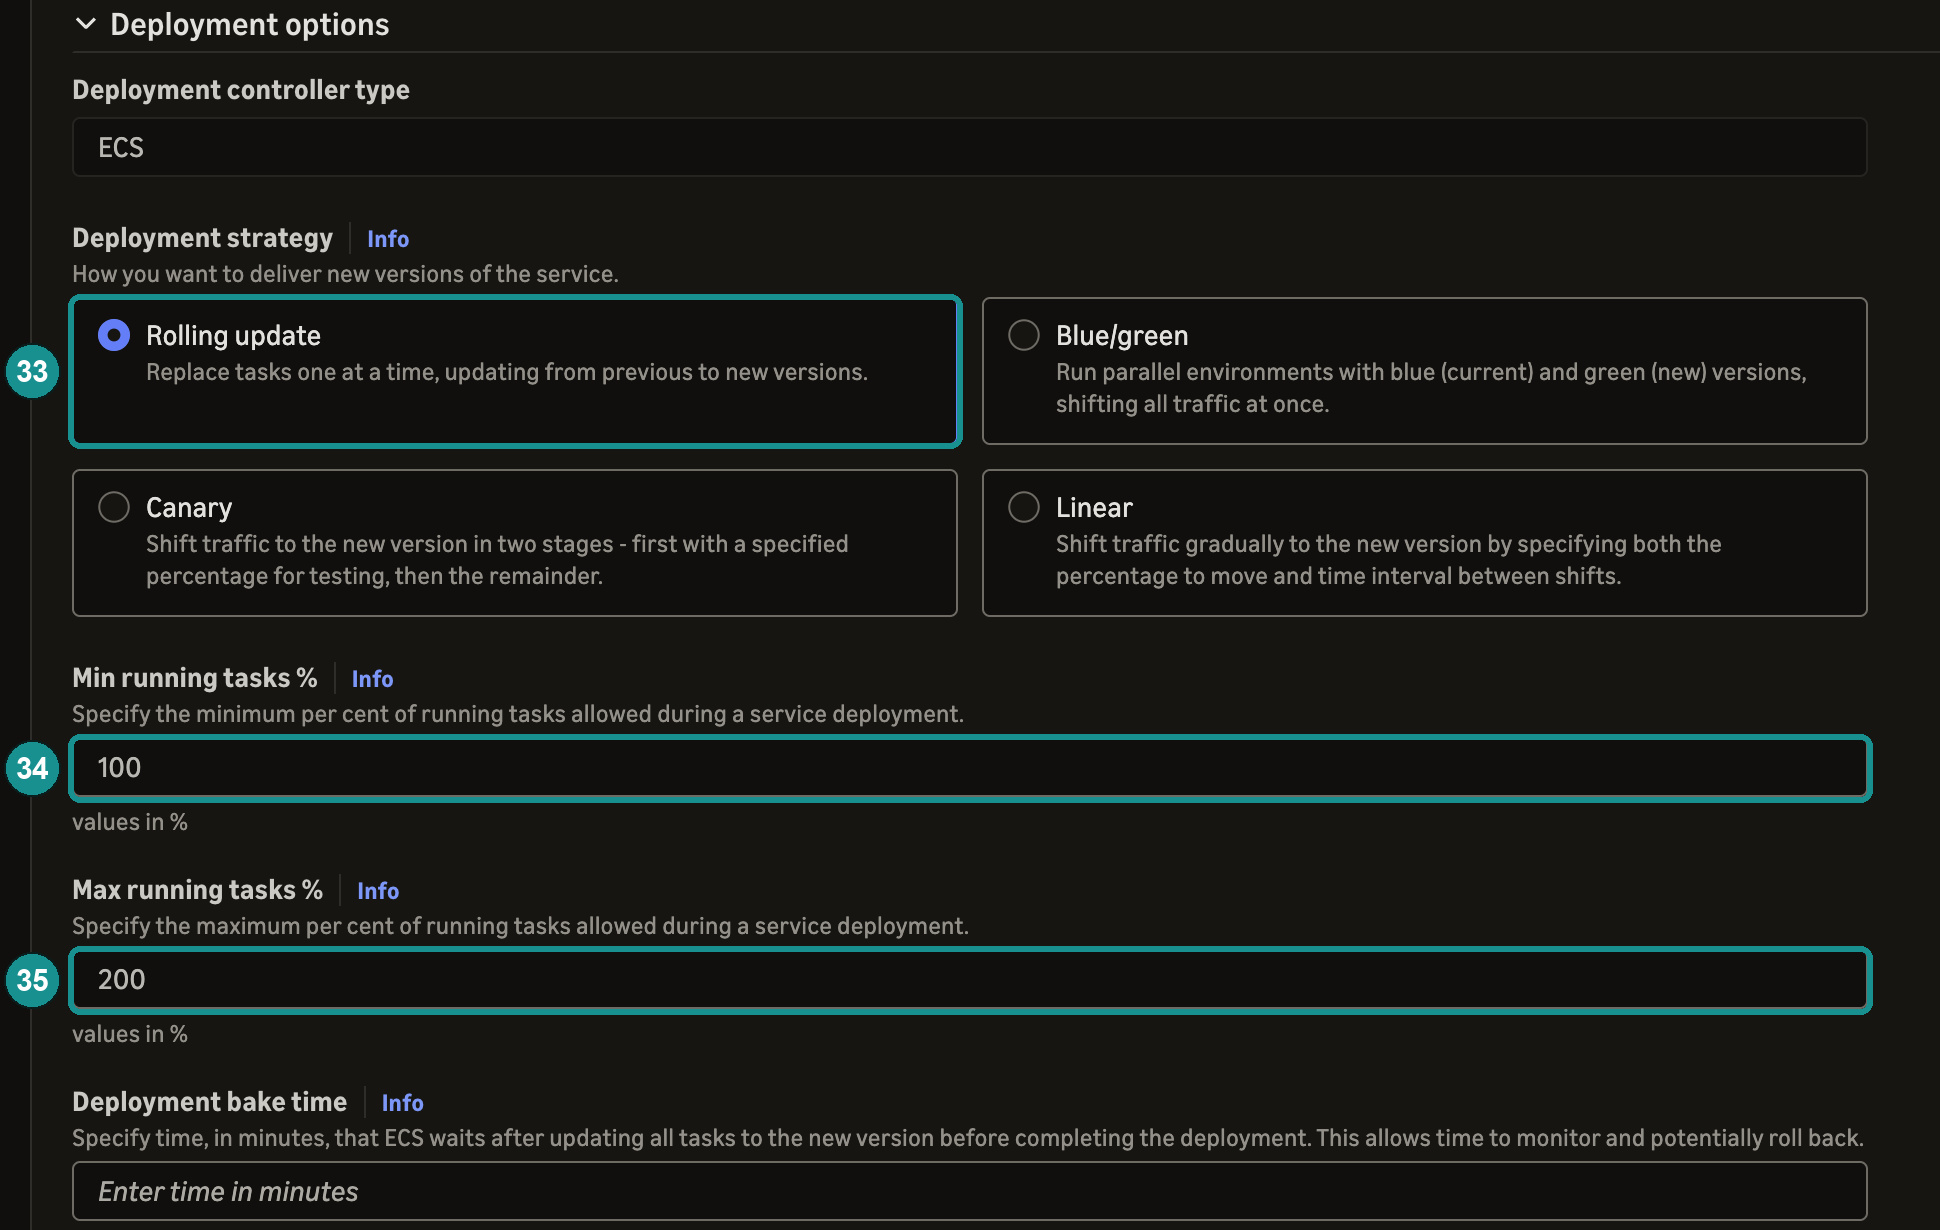 Deployment options
Deployment controller type
ECS
Deployment strategy Info
How you want to deliver new versions of the service.
33
Rolling update
Replace tasks one at a time, updating from previous to new versions.
Blue/green
Run parallel environments with blue (current) and green (new) versions,
shifting all traffic at once.
Canary
Shift traffic to the new version in two stages - first with a specified
percentage for testing, then the remainder.
Linear
Shift traffic gradually to the new version by specifying both the
percentage to move and time interval between shifts.
Min running tasks % Info
Specify the minimum per cent of running tasks allowed during a service deployment.
34 100
values in %
Max running tasks % Info
Specify the maximum per cent of running tasks allowed during a service deployment.
35 200
values in %
Deployment bake time Info
Specify time, in minutes, that ECS waits after updating all tasks to the new version before completing the deployment. This allows time to monitor and potentially roll back.
Enter time in minutes